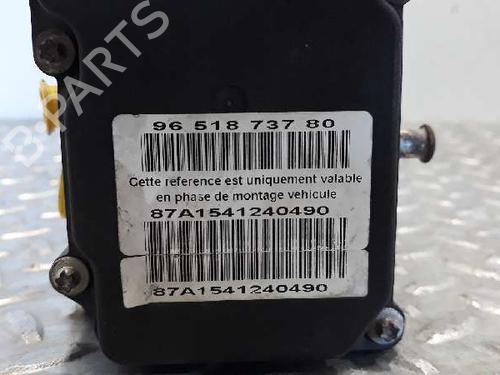 96 518 737 80
Cette reference est uniquement valable
en phase de montage vehicule
87A1541240490
87A1541240490
B-PARTS